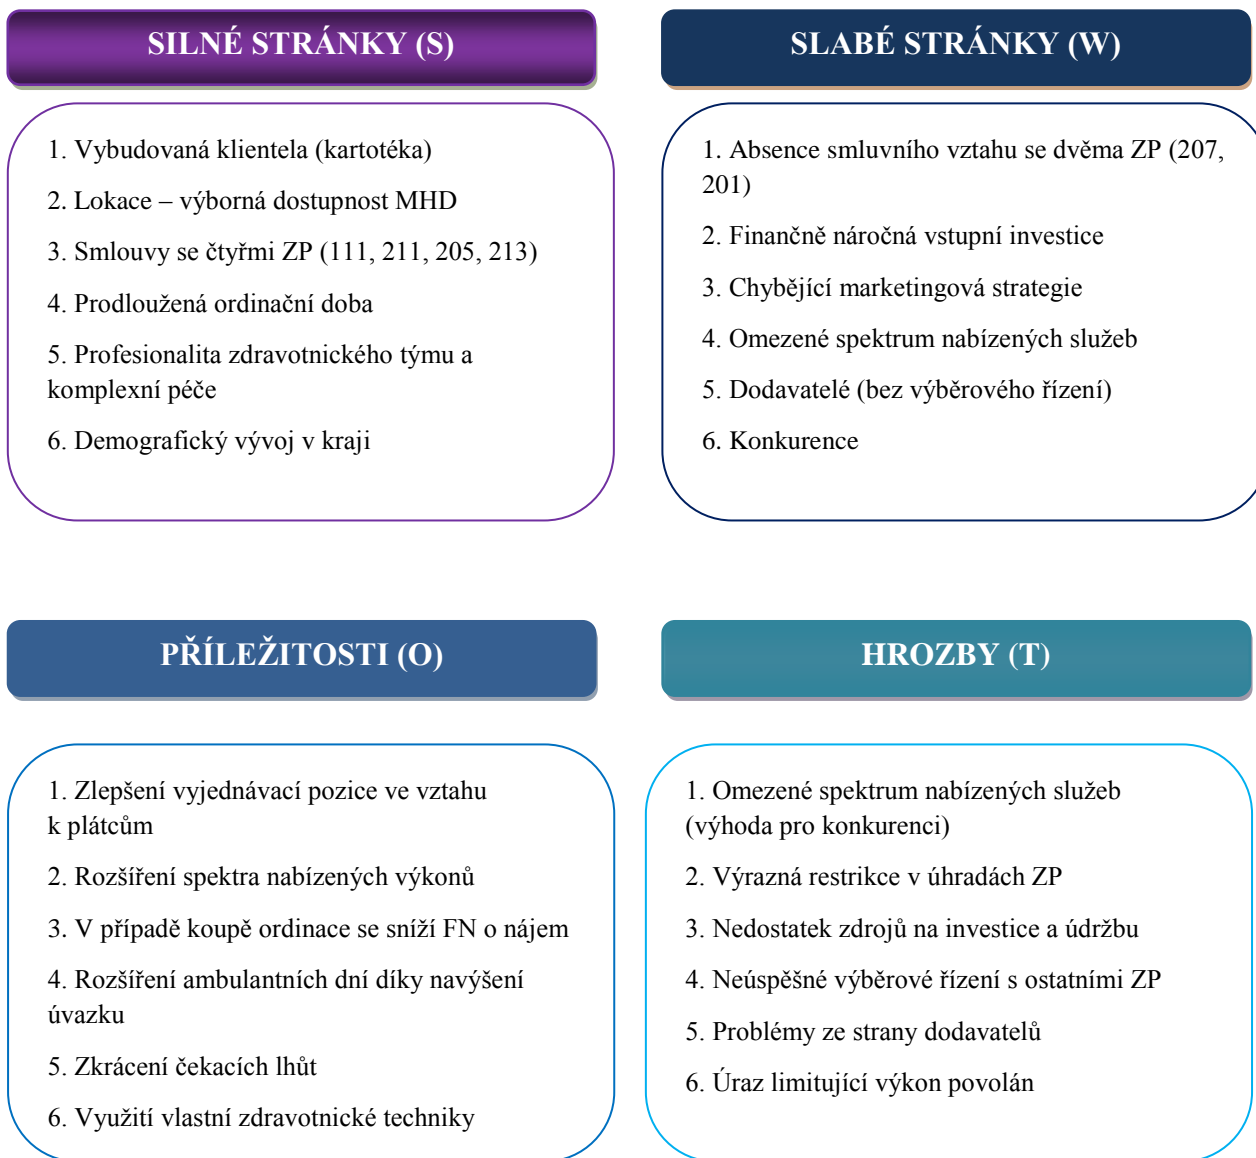 SILNÉ STRÁNKY (S)
1. Vybudovaná klientela (kartotéka)
2. Lokace – výborná dostupnost MHD
3. Smlouvy se čtyřmi ZP (111, 211, 205, 213)
4. Prodloužená ordinační doba
5. Profesionalita zdravotnického týmu a
komplexní péče
6. Demografický vývoj v kraji
SLABÉ STRÁNKY (W)
1. Absence smluvního vztahu se dvěma ZP (207,
201)
2. Finančně náročná vstupní investice
3. Chybějící marketingová strategie
4. Omezené spektrum nabízených služeb
5. Dodavatelé (bez výběrového řízení)
6. Konkurence
PŘÍLEŽITOSTI (O)
1. Zlepšení vyjednávací pozice ve vztahu
k plátcům
2. Rozšíření spektra nabízených výkonů
3. V případě koupě ordinace se sníží FN o nájem
4. Rozšíření ambulantních dní díky navýšení
úvazku
5. Zkrácení čekacích lhůt
6. Využití vlastní zdravotnické techniky
HROZBY (T)
1. Omezené spektrum nabízených služeb
(výhoda pro konkurenci)
2. Výrazná restrikce v úhradách ZP
3. Nedostatek zdrojů na investice a údržbu
4. Neúspěšné výběrové řízení s ostatními ZP
5. Problémy ze strany dodavatelů
6. Úraz limitující výkon povolán